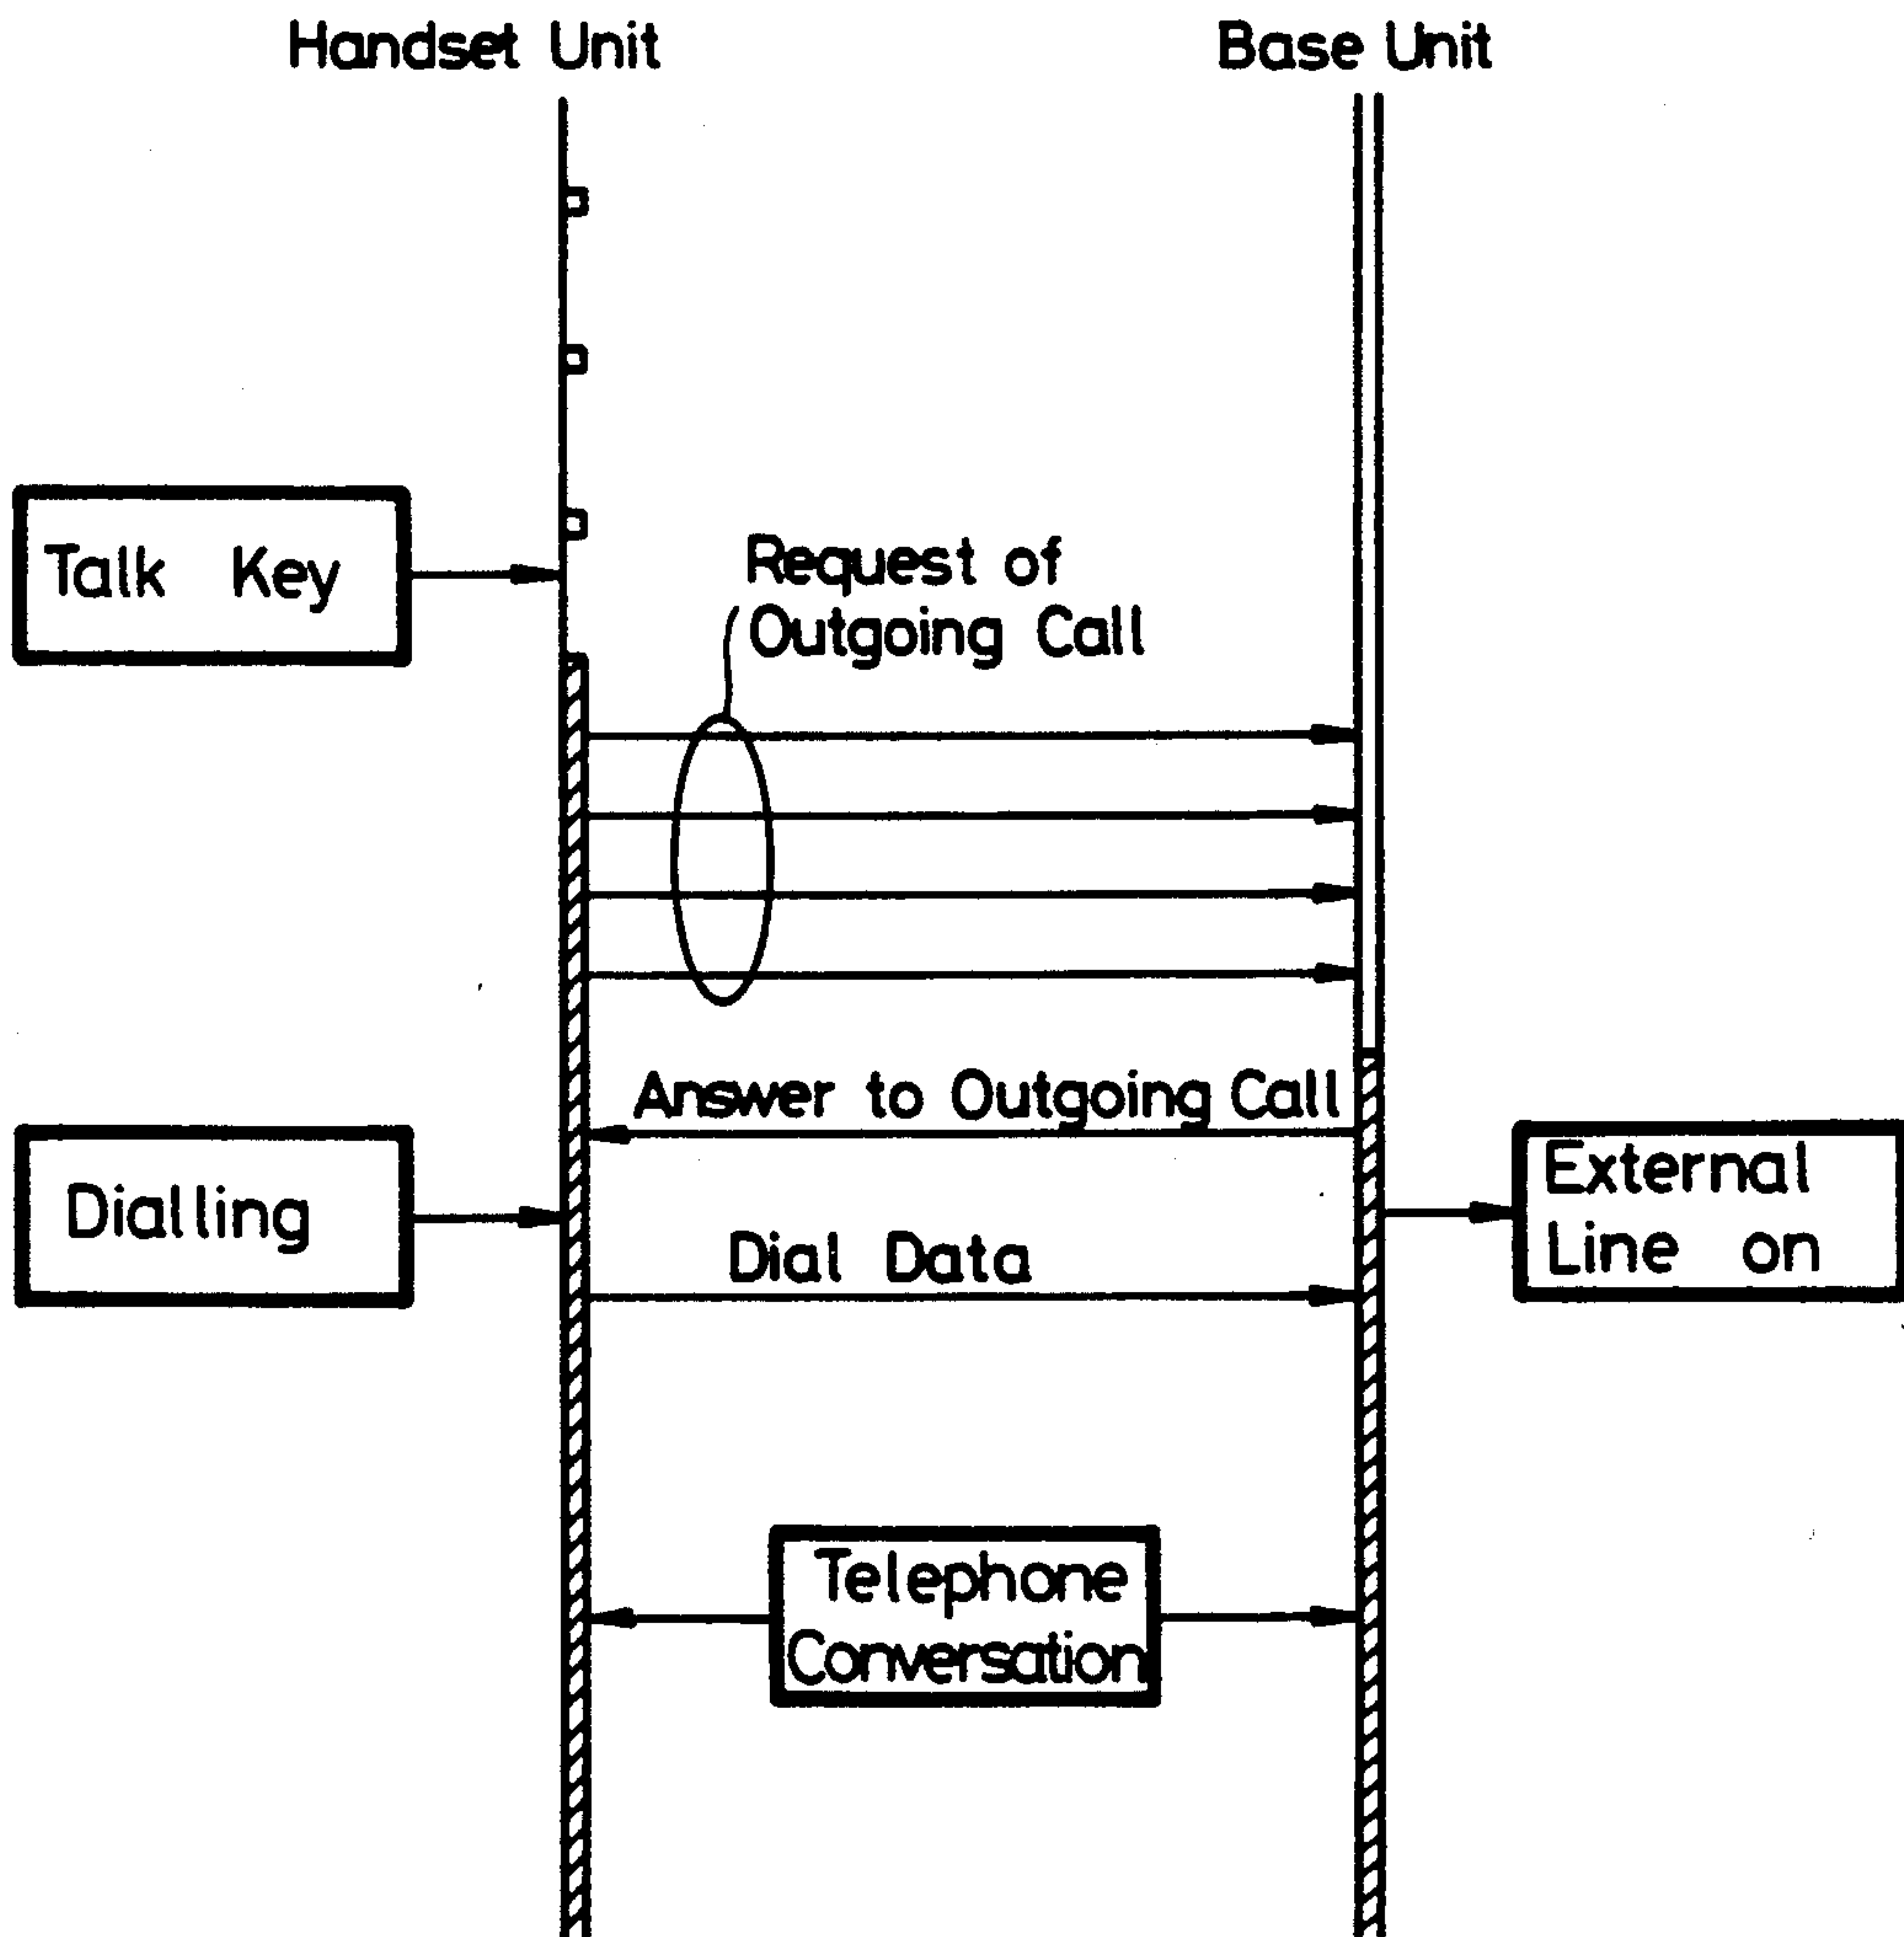 Handset Unit
Base Unit
Talk Key
Request of
Outgoing Call
Answer to Outgoing Call
Dialling
External
Line on
Dial Data
Telephone
Conversation